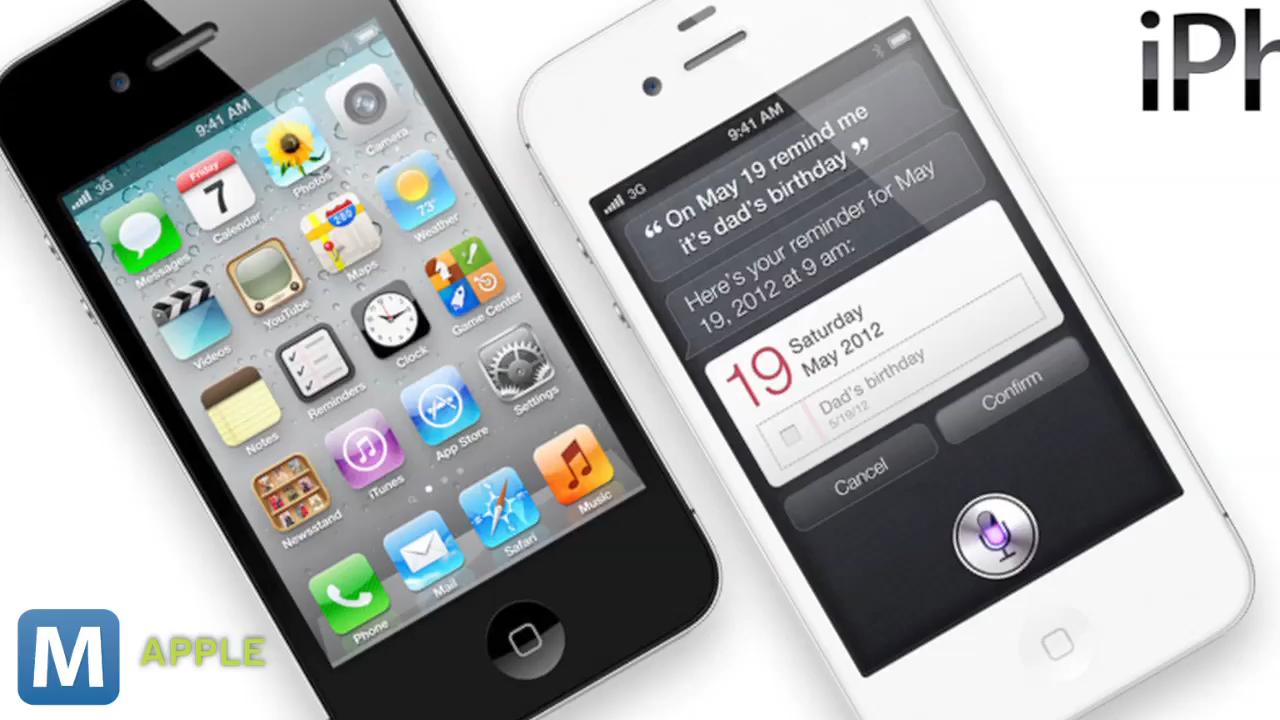 iPh
9:41 AM
3G
Messages
Friday
7
Calendar
Photos
Camera
Videos
YouTube
280
Maps
73°
Weather
Notes
Reminders
Clock
Game Center
Newsstand
iTunes
App Store
Settings
Phone
Mail
Safari
Music
9:41 AM
3G
“ On May 19 remind me
it’s dad’s birthday ”
Here’s your reminder for May
19, 2012 at 9 am:
19
Saturday
May 2012
Dad’s birthday
5/19/12
Cancel
Confirm
M
APPLE